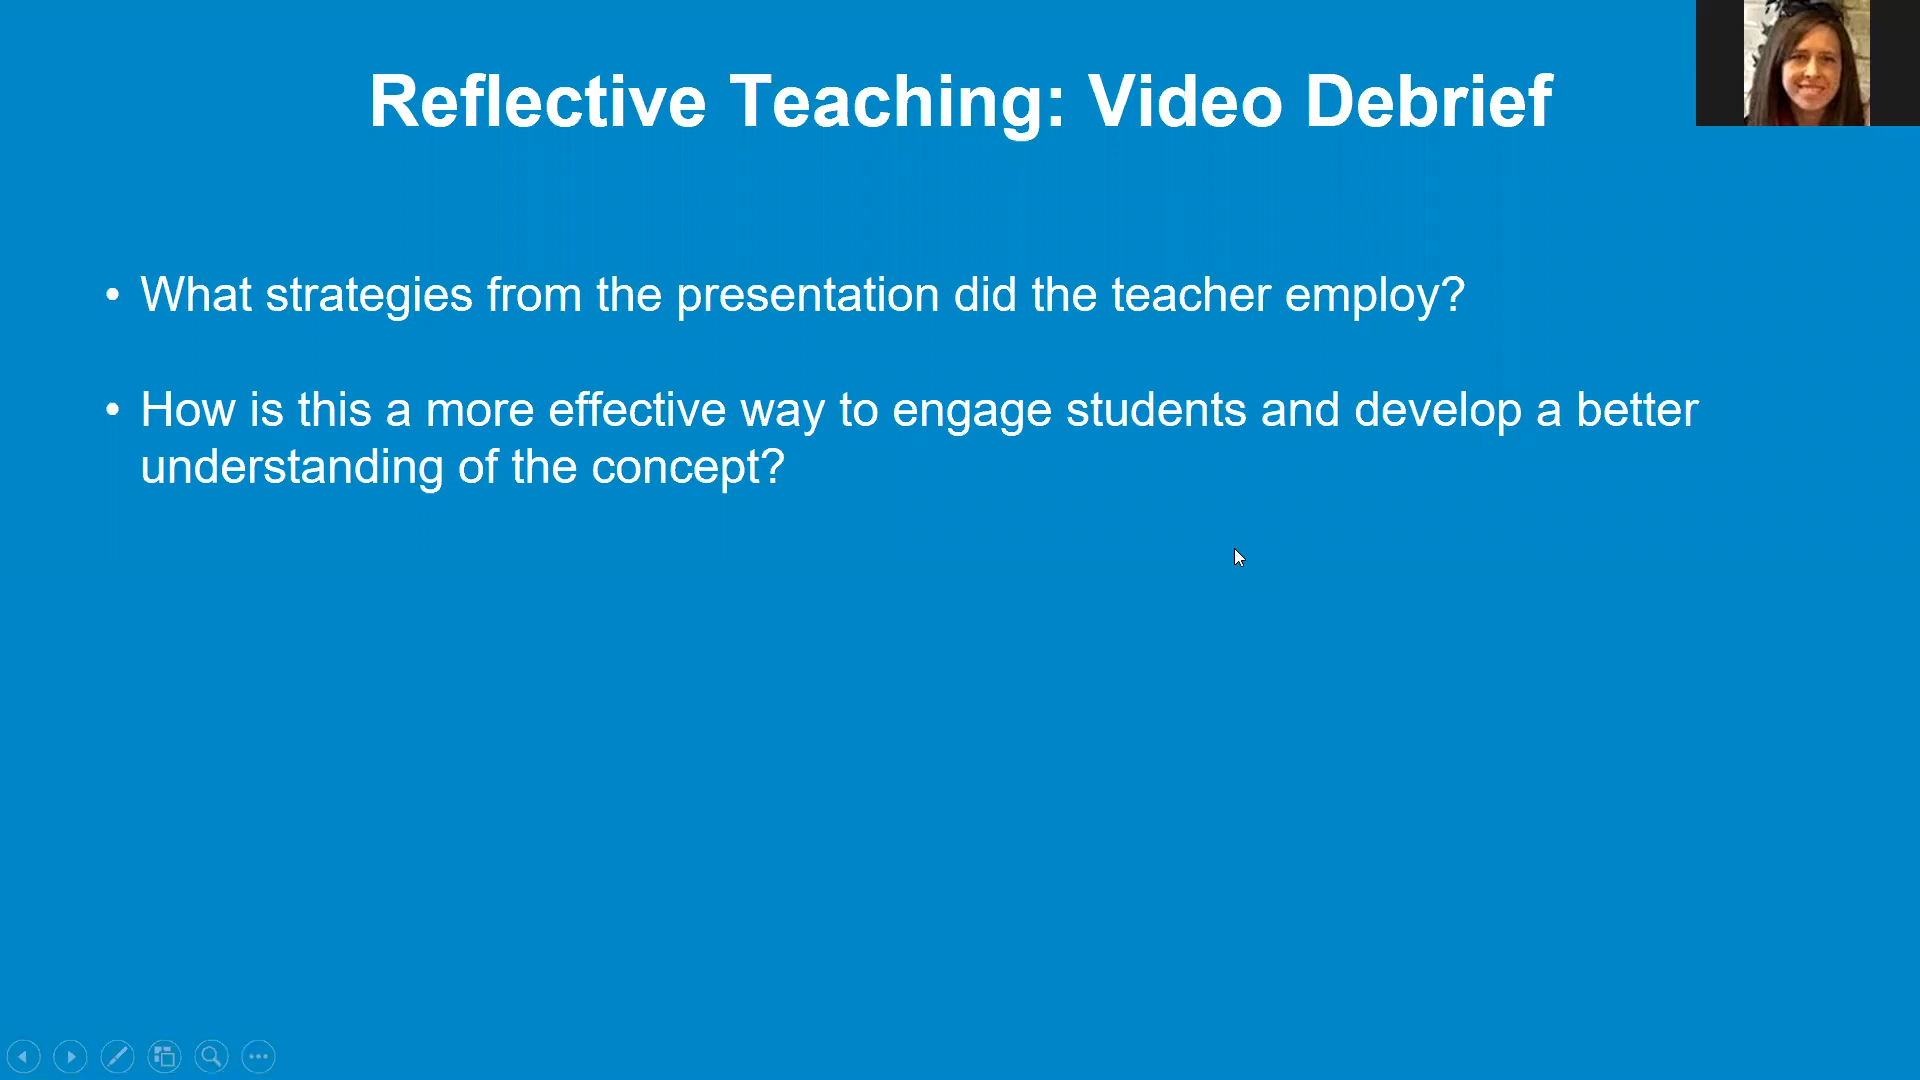 Reflective Teaching: Video Debrief
• What strategies from the presentation did the teacher employ?
• How is this a more effective way to engage students and develop a better
understanding of the concept?